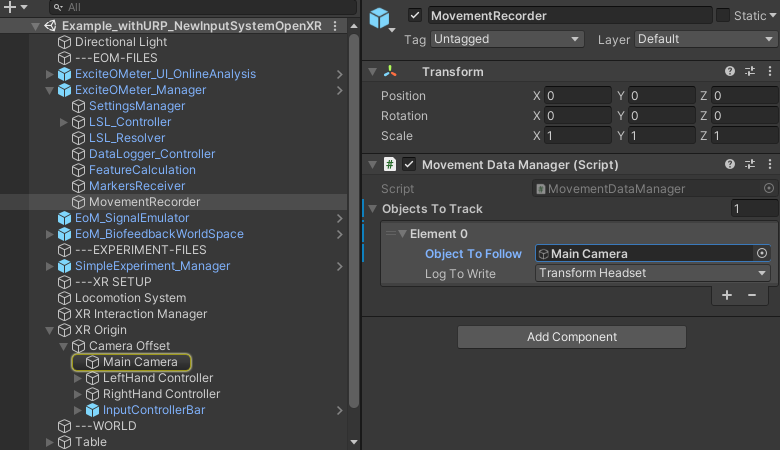 All
Example_withURP_NewInputSystemOpenXR
Directional Light
---EOM-FILES
ExciteOMeter_UI_OnlineAnalysis
ExciteOMeter_Manager
SettingsManager
LSL_Controller
LSL_Resolver
DataLogger_Controller
FeatureCalculation
MarkersReceiver
MovementRecorder
EoM_SignalEmulator
EoM_BiofeedbackWorldSpace
---EXPERIMENT-FILES
SimpleExperiment_Manager
---XR SETUP
Locomotion System
XR Interaction Manager
XR Origin
Camera Offset
Main Camera
LeftHand Controller
RightHand Controller
InputControllerBar
---WORLD
Table
MovementRecorder Static
Tag Untagged Layer Default
Transform
Position X 0 Y 0 Z 0
Rotation X 0 Y 0 Z 0
Scale X 1 Y 1 Z 1
# Movement Data Manager (Script)
Script # MovementDataManager
Objects To Track 1
Element 0
Object To Follow Main Camera
Log To Write Transform Headset
+ −
Add Component